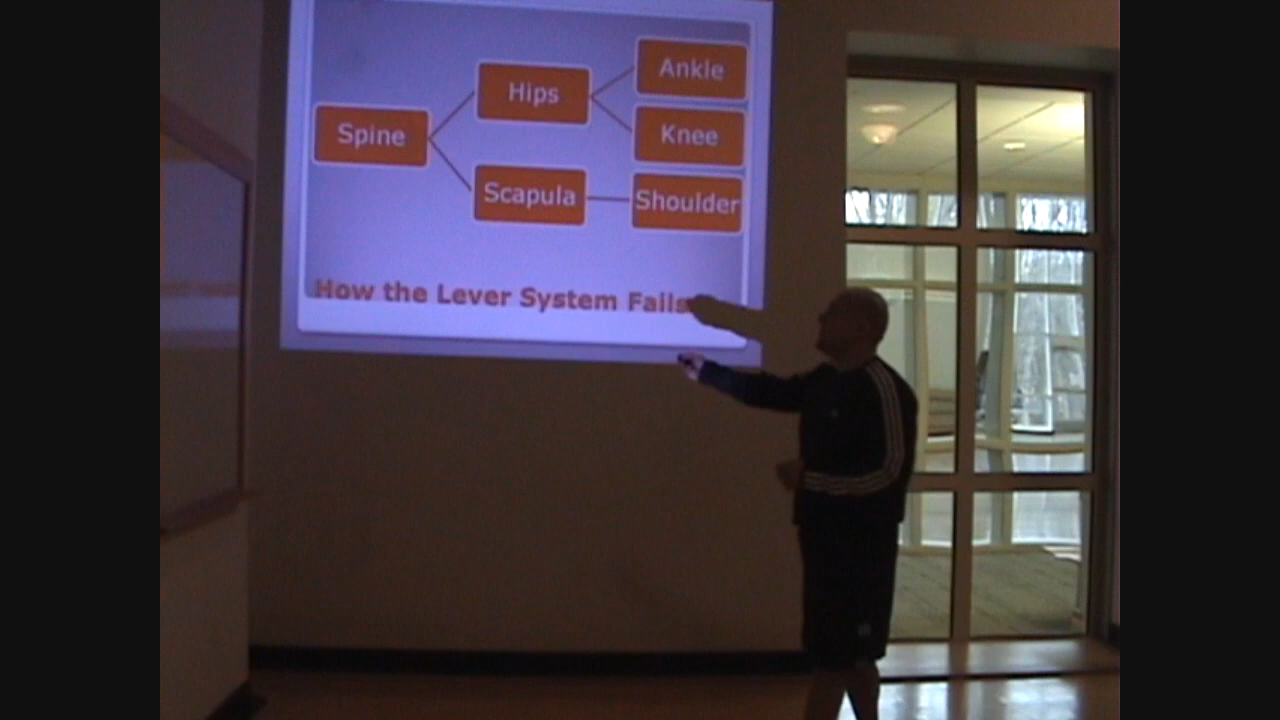 Spine
Hips
Ankle
Knee
Scapula
Shoulder
How the Lever System Fails